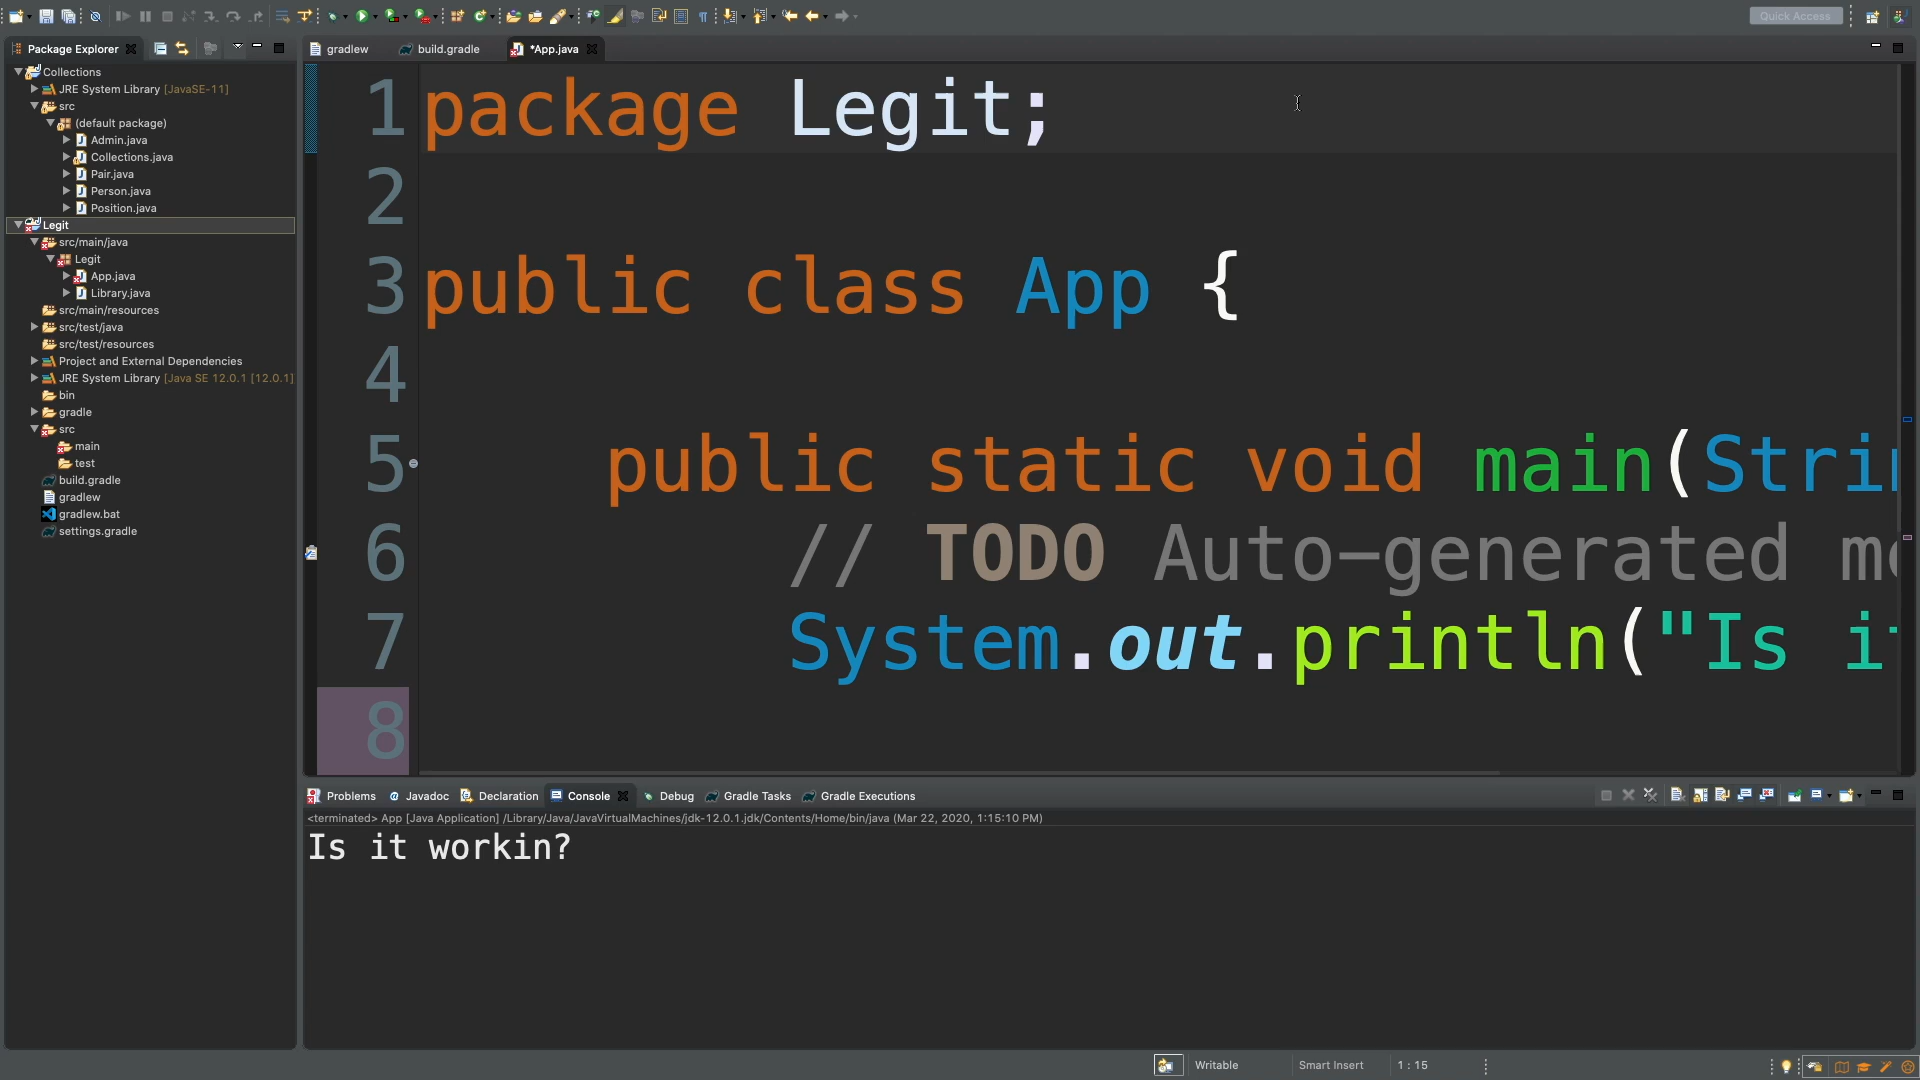 Quick Access
Package Explorer
gradlew
build.gradle
*App.java
Collections
JRE System Library [JavaSE-11]
src
(default package)
Admin.java
Collections.java
Pair.java
Person.java
Position.java
Legit
src/main/java
Legit
App.java
Library.java
src/main/resources
src/test/java
src/test/resources
Project and External Dependencies
JRE System Library [Java SE 12.0.1 [12.0.1]
bin
gradle
src
main
test
build.gradle
gradlew
gradlew.bat
settings.gradle
1 package Legit;
2
3 public class App {
4
5 public static void main(Strin
6 // TODO Auto-generated me
7 System.out.println("Is it
8
Problems
Javadoc
Declaration
Console
Debug
Gradle Tasks
Gradle Executions
<terminated> App [Java Application] /Library/Java/JavaVirtualMachines/jdk-12.0.1.jdk/Contents/Home/bin/java (Mar 22, 2020, 1:15:10 PM)
Is it workin?
Writable
Smart Insert
1 : 15